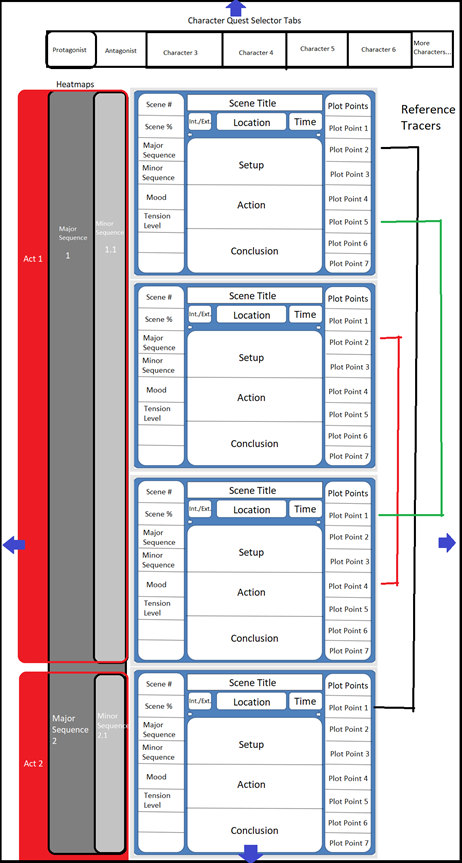 Character Quest Selector Tabs
Protagonist
Antagonist
Character 3
Character 4
Character 5
Character 6
More
Characters...
Heatmaps
Reference
Tracers
Act 1
Major
Sequence
1
Minor
Sequence
1.1
Scene #
Scene %
Major
Sequence
Minor
Sequence
Mood
Tension
Level
Scene Title
Int./Ext.
Location
Time
Setup
Action
Conclusion
Plot Points
Plot Point 1
Plot Point 2
Plot Point 3
Plot Point 4
Plot Point 5
Plot Point 6
Plot Point 7
Scene #
Scene %
Major
Sequence
Minor
Sequence
Mood
Tension
Level
Scene Title
Int./Ext.
Location
Time
Setup
Action
Conclusion
Plot Points
Plot Point 1
Plot Point 2
Plot Point 3
Plot Point 4
Plot Point 5
Plot Point 6
Plot Point 7
Scene #
Scene %
Major
Sequence
Minor
Sequence
Mood
Tension
Level
Scene Title
Int./Ext.
Location
Time
Setup
Action
Conclusion
Plot Points
Plot Point 1
Plot Point 2
Plot Point 3
Plot Point 4
Plot Point 5
Plot Point 6
Plot Point 7
Act 2
Major
Sequence
2
Minor
Sequence
2.1
Scene #
Scene %
Major
Sequence
Minor
Sequence
Mood
Tension
Level
Scene Title
Int./Ext.
Location
Time
Setup
Action
Conclusion
Plot Points
Plot Point 1
Plot Point 2
Plot Point 3
Plot Point 4
Plot Point 5
Plot Point 6
Plot Point 7